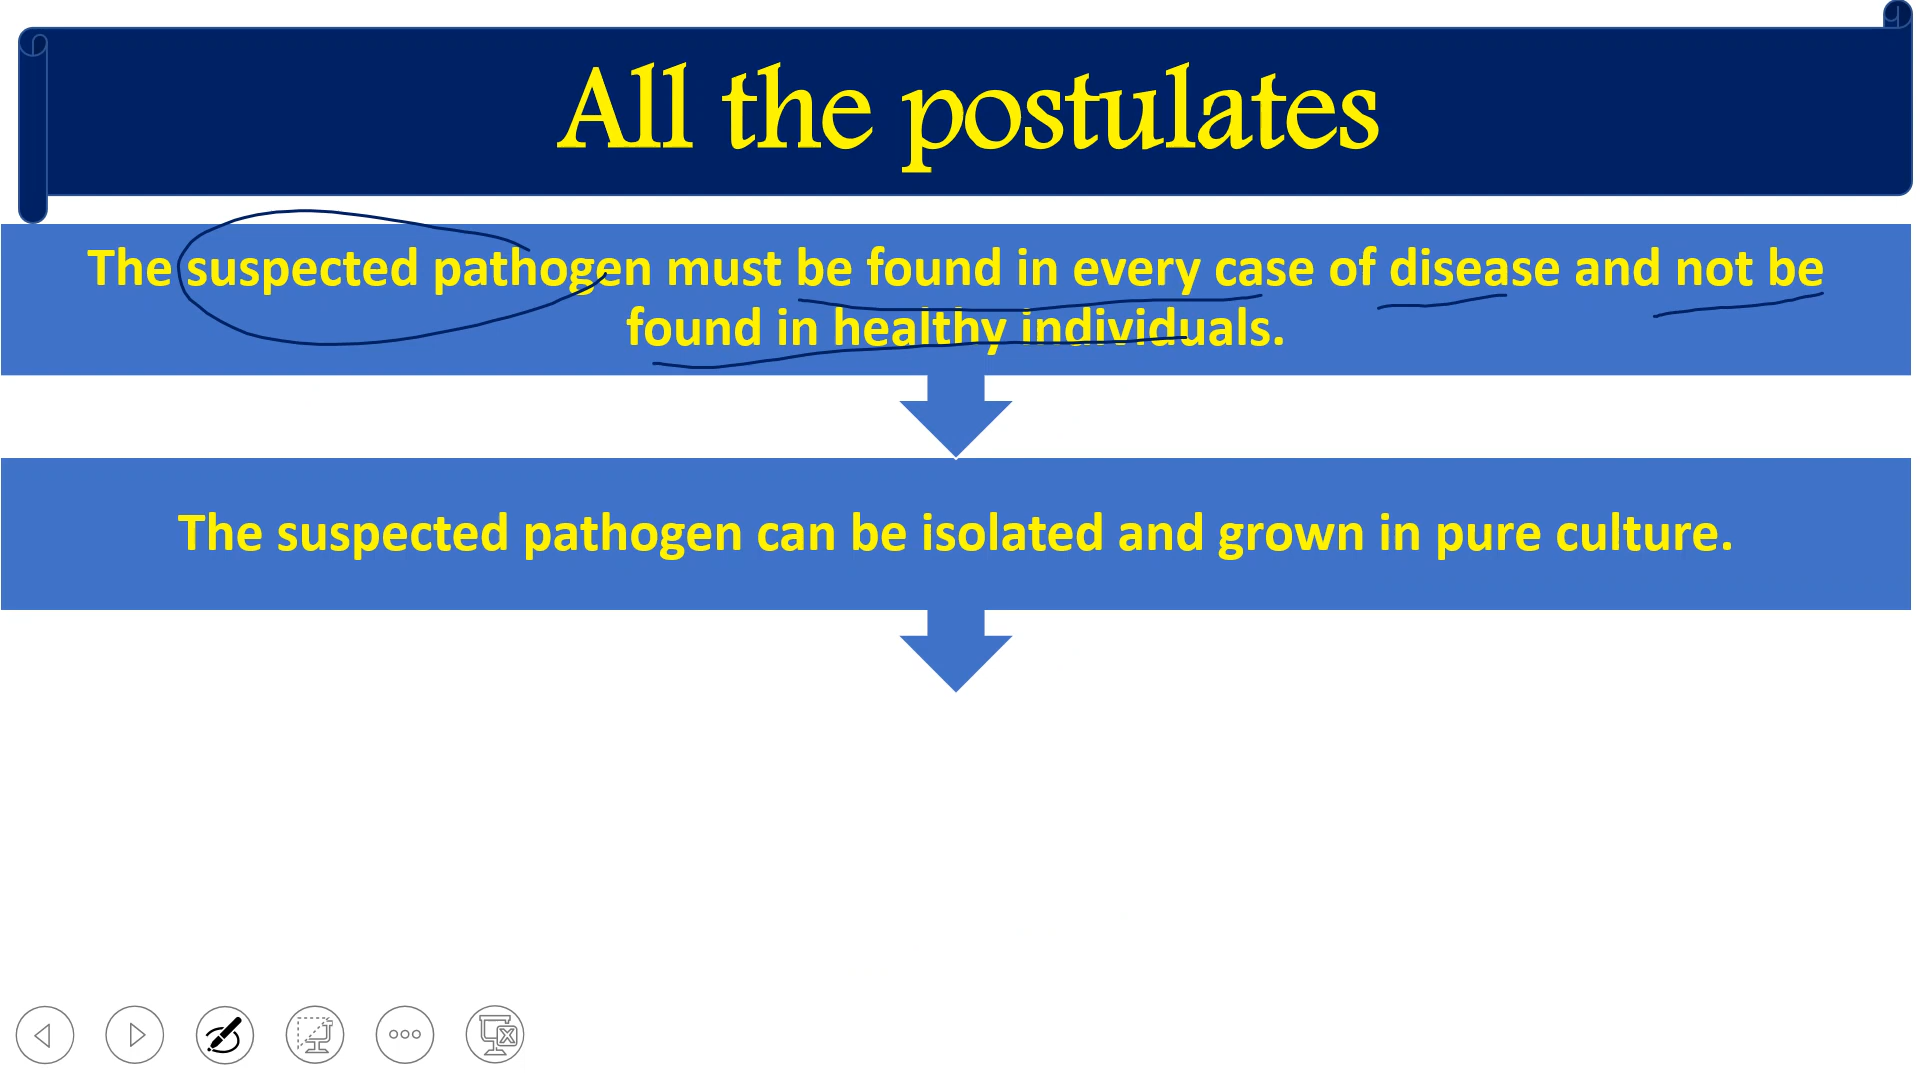 All the postulates
The suspected pathogen must be found in every case of disease and not be
found in healthy individuals.
The suspected pathogen can be isolated and grown in pure culture.